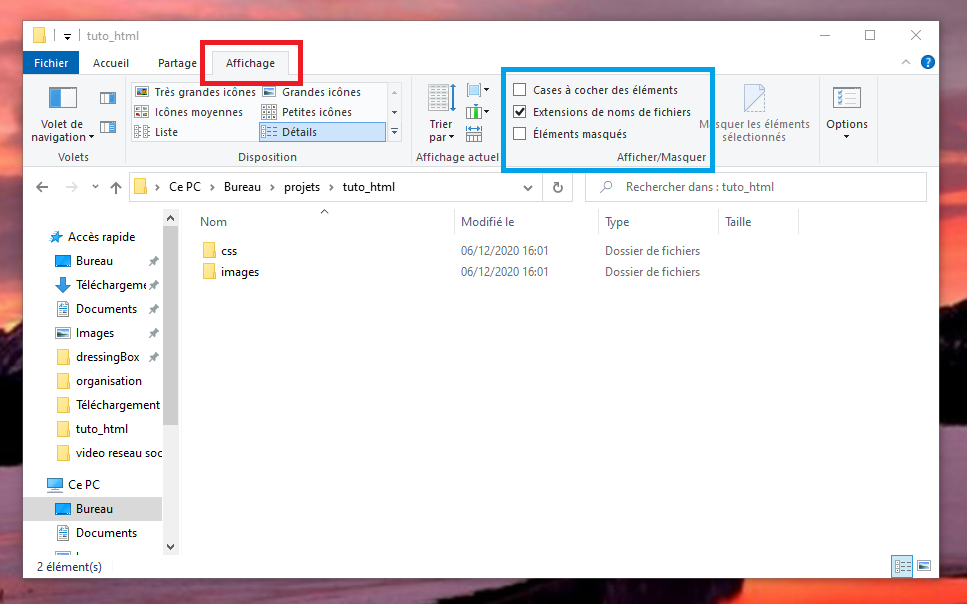 tuto_html
Fichier Accueil Partage Affichage
Très grandes icônes Grandes icônes
Icônes moyennes Petites icônes
Liste Détails
Volet de
navigation
Volets
Disposition
Trier
par
Affichage actuel
Cases à cocher des éléments
Extensions de noms de fichiers
Éléments masqués
Afficher/Masquer
Masquer les éléments
sélectionnés
Options
Ce PC Bureau projets tuto_html
Rechercher dans : tuto_html
Nom Modifié le Type Taille
css 06/12/2020 16:01 Dossier de fichiers
images 06/12/2020 16:01 Dossier de fichiers
Accès rapide
Bureau
Téléchargeme
Documents
Images
dressingBox
organisation
Téléchargement
tuto_html
video reseau soc
Ce PC
Bureau
Documents
2 élément(s)